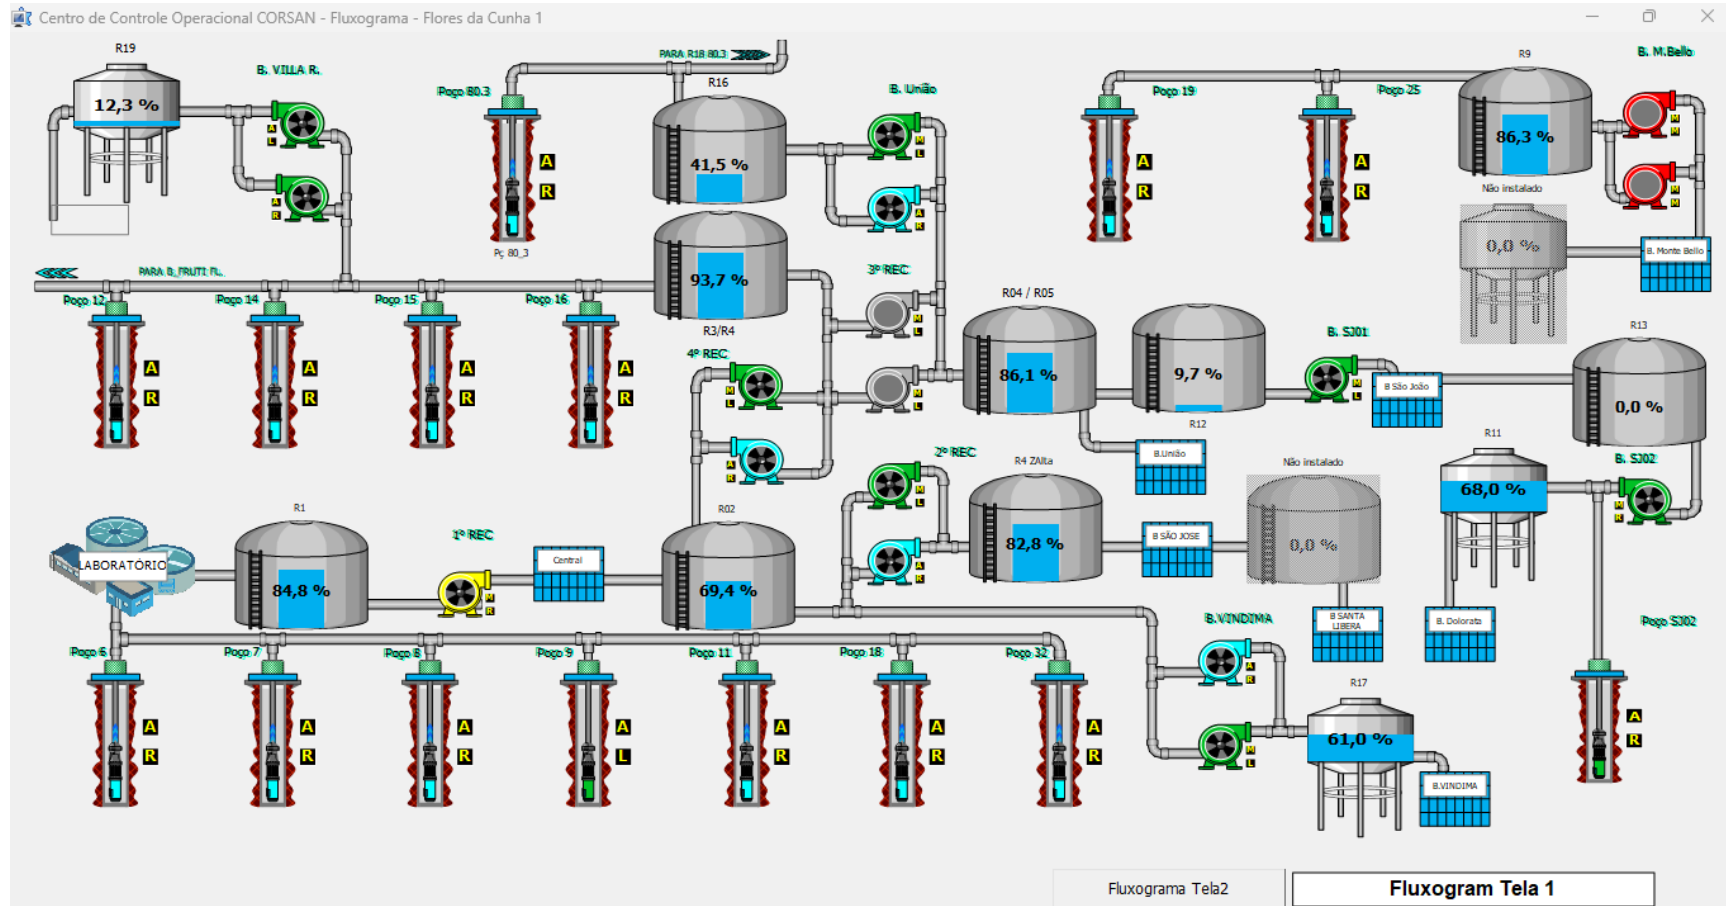 Centro de Controle Operacional CORSAN - Fluxograma - Flores da Cunha 1
R19
12,3 %
B. VILLA R.
A
L
A
R
PARA R18 80.3
Poço 80.3
A
R
Pç 80_3
R16
41,5 %
B. União
M
L
A
R
Poço 19
A
R
Poço 25
A
R
R9
86,3 %
B. M.Bello
M
M
M
M
Não instalado
0,0 %
B. Monte Bello
PARA B_FRUTI FL.
93,7 %
R3/R4
3º REC
M
L
M
L
Poço 12
A
R
Poço 14
A
R
Poço 15
A
R
Poço 16
A
R
4º REC
M
L
A
R
R04 / R05
86,1 %
9,7 %
R12
B. SJ01
M
L
B São João
R13
0,0 %
B.União
2º REC
M
L
A
R
R4 ZAlta
82,8 %
B SÃO JOSE
Não instalado
0,0 %
B SANTA
LIBERA
R11
68,0 %
B. Dolorata
B. SJ02
M
R
Poço SJ02
A
R
LABORATÓRIO
R1
84,8 %
1º REC
M
R
Central
R02
69,4 %
B.VINDIMA
A
R
M
L
R17
61,0 %
B.VINDIMA
Poço 6
A
R
Poço 7
A
R
Poço 8
A
R
Poço 9
A
L
Poço 11
A
R
Poço 18
A
R
Poço 32
A
R
Fluxograma Tela2
Fluxogram Tela 1